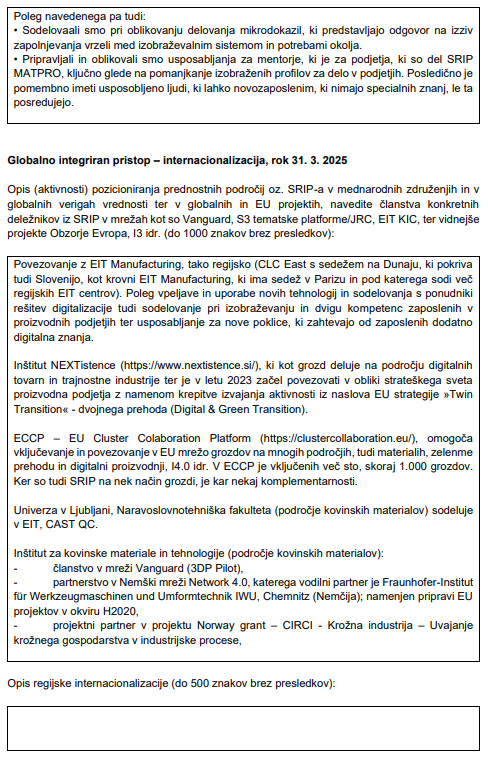 Poleg navedenega pa tudi:
• Sodelovaali smo pri oblikovanju delovanja mikrodokazil, ki predstavljajo odgovor na izziv
zapolnjevanja vrzeli med izobraževalnim sistemom in potrebami okolja.
• Pripravljali in oblikovali smo usposabljanja za mentorje, ki je za podjetja, ki so del SRIP
MATPRO, ključno glede na pomanjkanje izobraženih profilov za delo v podjetjih. Posledično je
pomembno imeti usposobljeno ljudi, ki lahko novozaposlenim, ki nimajo specialnih znanj, le ta
posredujejo.
Globalno integriran pristop – internacionalizacija, rok 31. 3. 2025
Opis (aktivnosti) pozicioniranja prednostnih področij oz. SRIP-a v mednarodnih združenjih in v
globalnih verigah vrednosti ter v globalnih in EU projektih, navedite članstva konkretnih
deležnikov iz SRIP v mrežah kot so Vanguard, S3 tematske platforme/JRC, EIT KIC, ter vidnejše
projekte Obzorje Evropa, I3 idr. (do 1000 znakov brez presledkov):
Povezovanje z EIT Manufacturing, tako regijsko (CLC East s sedežem na Dunaju, ki pokriva
tudi Slovenijo, kot krovni EIT Manufacturing, ki ima sedež v Parizu in pod katerega sodi več
regijskih EIT centrov). Poleg vpeljave in uporabe novih tehnologij in sodelovanja s ponudniki
rešitev digitalizacije tudi sodelovanje pri izobraževanju in dvigu kompetenc zaposlenih v
proizvodnih podjetjih ter usposabljanje za nove poklice, ki zahtevajo od zaposlenih dodatno
digitalna znanja.
Inštitut NEXTistence (https://www.nextistence.si/), ki kot grozd deluje na področju digitalnih
tovarn in trajnostne industrije ter je v letu 2023 začel povezovati v obliki strateškega sveta
proizvodna podjetja z namenom krepitve izvajanja aktivnosti iz naslova EU strategije »Twin
Transition« - dvojnega prehoda (Digital & Green Transition).
ECCP – EU Cluster Colaboration Platform (https://clustercollaboration.eu/), omogoča
vključevanje in povezovanje v EU mrežo grozdov na mnogih področjih, tudi materialih, zelenme
prehodu in digitalni proizvodnji, I4.0 idr. V ECCP je vključenih več sto, skoraj 1.000 grozdov.
Ker so tudi SRIP na nek način grozdi, je kar nekaj komplementarnosti.
Univerza v Ljubljani, Naravoslovnotehniška fakulteta (področje kovinskih materialov) sodeluje
v EIT, CAST QC.
Inštitut za kovinske materiale in tehnologije (področje kovinskih materialov):
- članstvo v mreži Vanguard (3DP Pilot),
- partnerstvo v Nemški mreži Network 4.0, katerega vodilni partner je Fraunhofer-Institut
für Werkzeugmaschinen und Umformtechnik IWU, Chemnitz (Nemčija); namenjen pripravi EU
projektov v okviru H2020,
- projektni partner v projektu Norway grant – CIRCI - Krožna industrija – Uvajanje
krožnega gospodarstva v industrijske procese,
Opis regijske internacionalizacije (do 500 znakov brez presledkov):